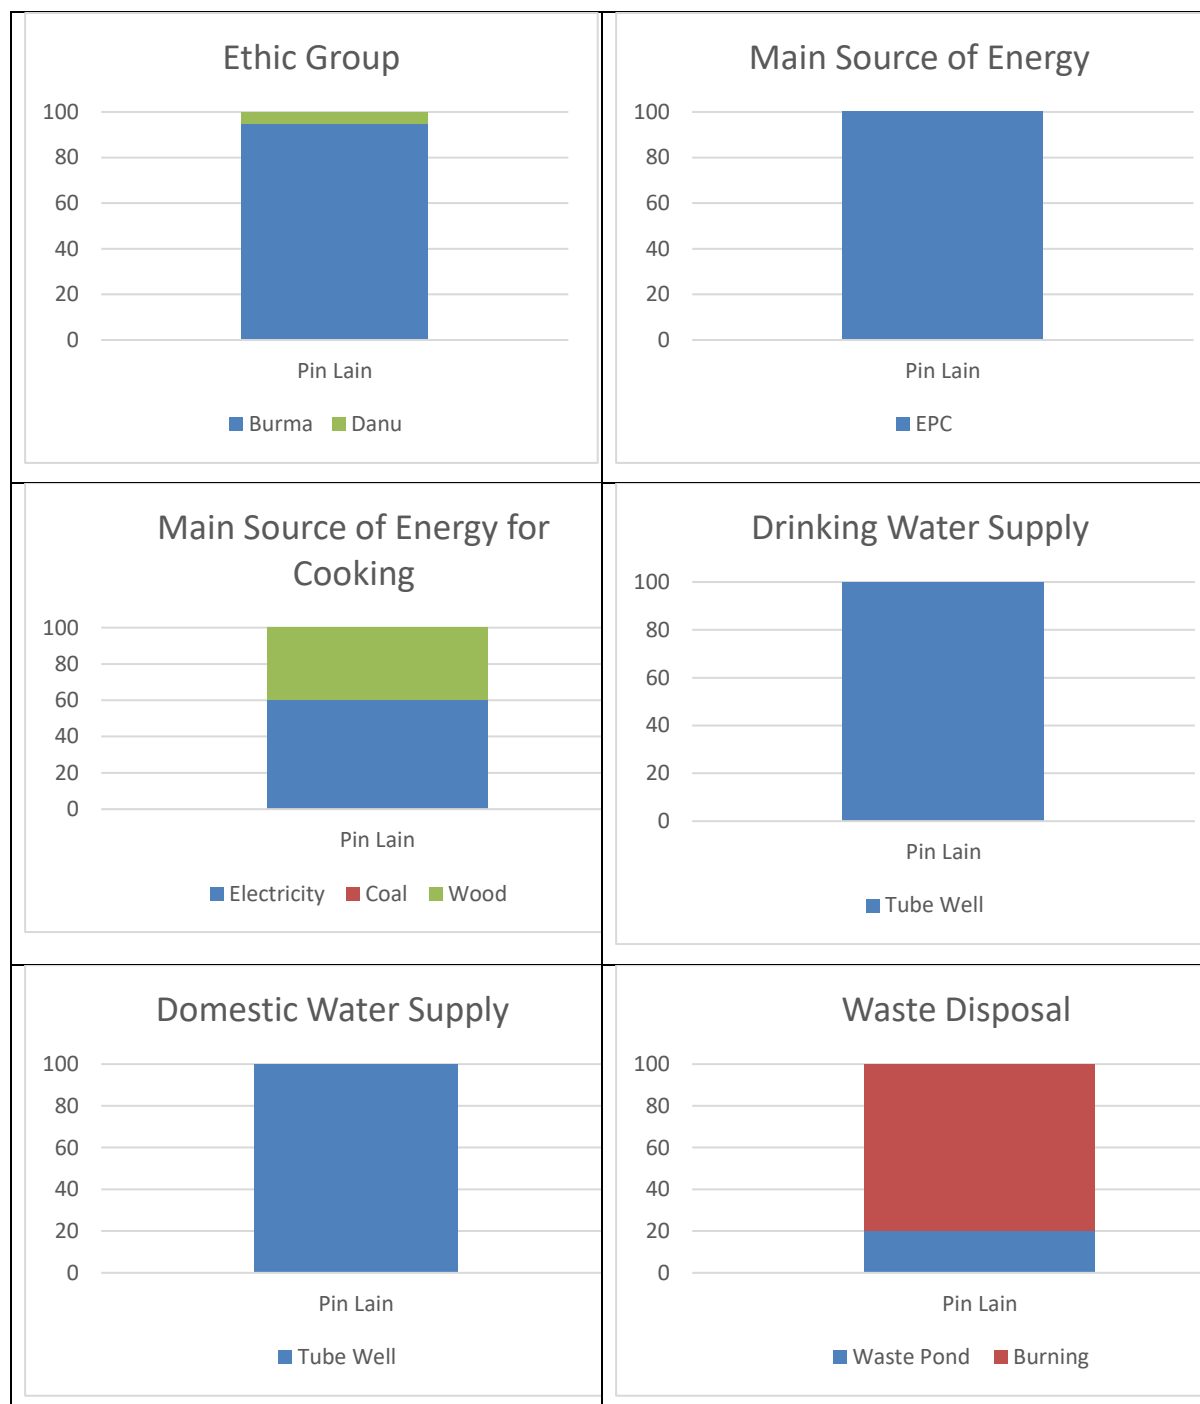 Ethic Group
100
80
60
40
20
0
Pin Lain
Burma Danu
Main Source of Energy
100
80
60
40
20
0
Pin Lain
EPC
Main Source of Energy for
Cooking
100
80
60
40
20
0
Pin Lain
Electricity Coal Wood
Drinking Water Supply
100
80
60
40
20
0
Pin Lain
Tube Well
Domestic Water Supply
100
80
60
40
20
0
Pin Lain
Tube Well
Waste Disposal
100
80
60
40
20
0
Pin Lain
Waste Pond Burning